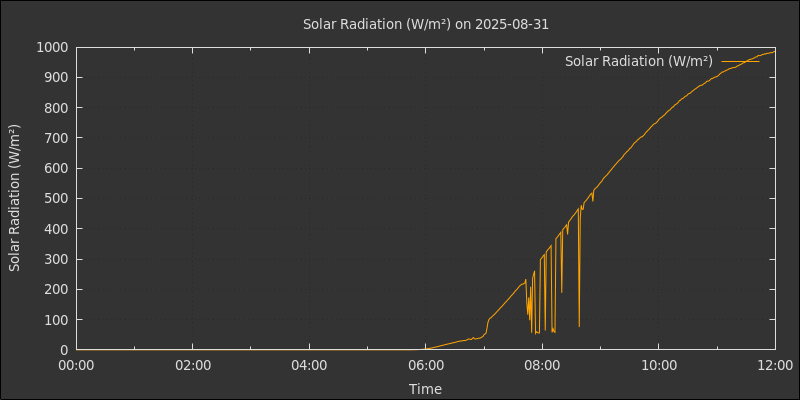 Solar Radiation (W/m²) on 2025-08-31
Solar Radiation (W/m²)
Solar Radiation (W/m²)
1000
900
800
700
600
500
400
300
200
100
0
00:00 02:00 04:00 06:00 08:00 10:00 12:00
Time